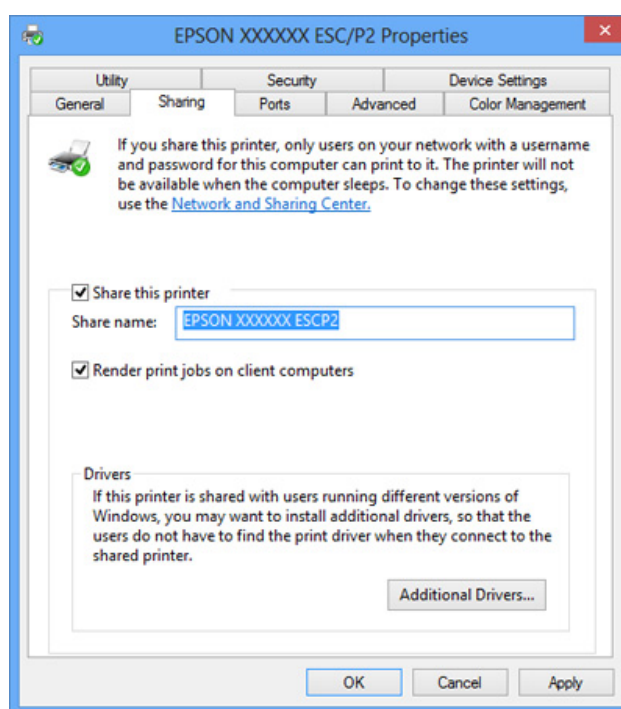 EPSON XXXXXX ESC/P2 Properties
Utility Security Device Settings
General Sharing Ports Advanced Color Management
If you share this printer, only users on your network with a username
and password for this computer can print to it. The printer will not
be available when the computer sleeps. To change these settings,
use the Network and Sharing Center.
Share this printer
Share name: EPSON XXXXXX ESCP2
Render print jobs on client computers
Drivers
If this printer is shared with users running different versions of
Windows, you may want to install additional drivers, so that the
users do not have to find the print driver when they connect to the
shared printer.
Additional Drivers...
OK Cancel Apply